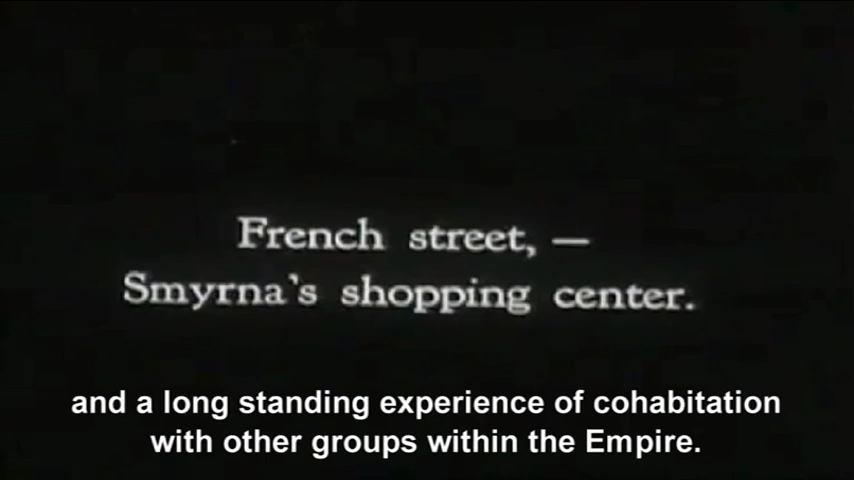 French street, —
Smyrna's shopping center.
and a long standing experience of cohabitation
with other groups within the Empire.